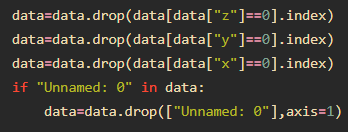 data=data.drop(data[data["z"]==0].index)
data=data.drop(data[data["y"]==0].index)
data=data.drop(data[data["x"]==0].index)
if "Unnamed: 0" in data:
    data=data.drop(["Unnamed: 0"],axis=1)